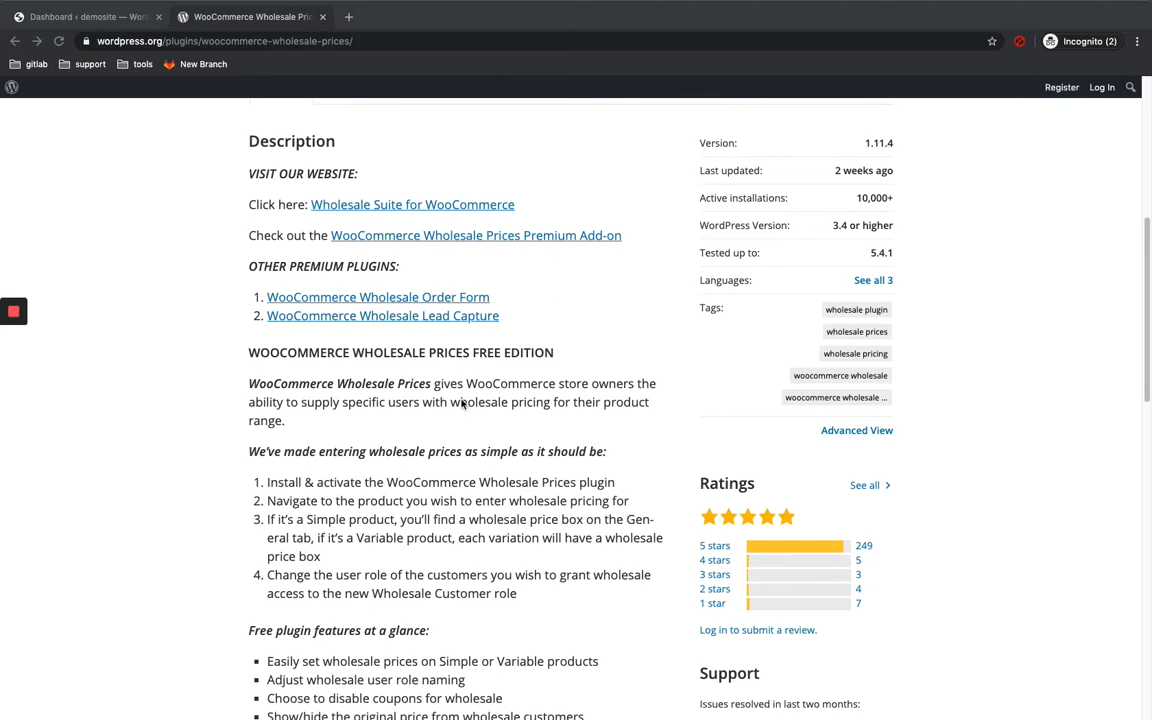 Dashboard ‹ demosite — Wor
WooCommerce Wholesale Pri
wordpress.org/plugins/woocommerce-wholesale-prices/
Incognito (2)
gitlab
support
tools
New Branch
Register
Log In
Description
VISIT OUR WEBSITE:
Click here: Wholesale Suite for WooCommerce
Check out the WooCommerce Wholesale Prices Premium Add-on
OTHER PREMIUM PLUGINS:
1. WooCommerce Wholesale Order Form
2. WooCommerce Wholesale Lead Capture
WOOCOMMERCE WHOLESALE PRICES FREE EDITION
WooCommerce Wholesale Prices gives WooCommerce store owners the
ability to supply specific users with wholesale pricing for their product
range.
We've made entering wholesale prices as simple as it should be:
1. Install & activate the WooCommerce Wholesale Prices plugin
2. Navigate to the product you wish to enter wholesale pricing for
3. If it's a Simple product, you'll find a wholesale price box on the Gen-
eral tab, if it's a Variable product, each variation will have a wholesale
price box
4. Change the user role of the customers you wish to grant wholesale
access to the new Wholesale Customer role
Free plugin features at a glance:
Easily set wholesale prices on Simple or Variable products
Adjust wholesale user role naming
Choose to disable coupons for wholesale
Show/hide the original price from wholesale customers
Version: 1.11.4
Last updated: 2 weeks ago
Active installations: 10,000+
WordPress Version: 3.4 or higher
Tested up to: 5.4.1
Languages: See all 3
Tags: wholesale plugin
wholesale prices
wholesale pricing
woocommerce wholesale
woocommerce wholesale ...
Advanced View
Ratings See all
5 stars 249
4 stars 5
3 stars 3
2 stars 4
1 star 7
Log in to submit a review.
Support
Issues resolved in last two months: